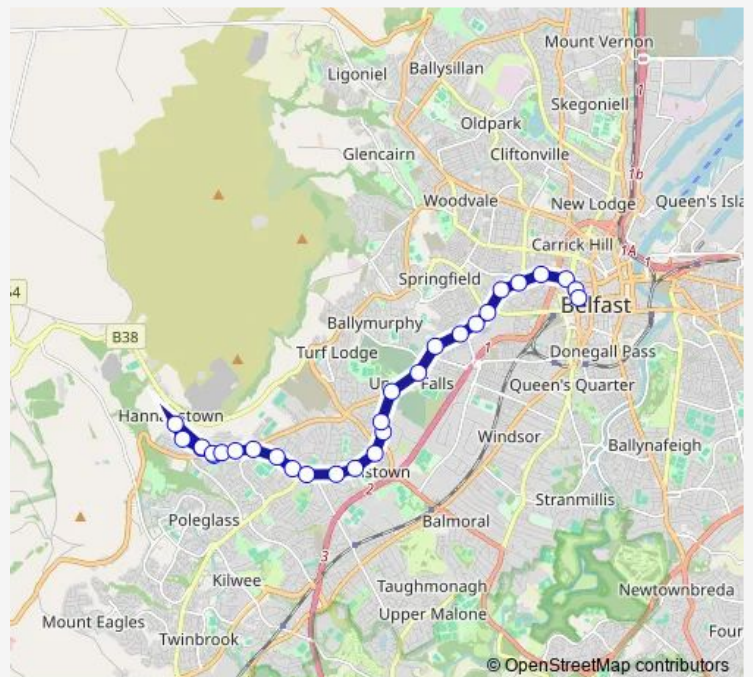 Mount Vernon
Ballysillan
Ligoniel
1
Skegoniell
Oldpark
Glencairn
Cliftonville
1b
Woodvale
New Lodge
Queen's Isla
Carrick Hill
1A
1
Springfield
Belfast
B38
Ballymurphy
1
Turf Lodge
Donegall Pass
Falls
Queen's Quarter
Windsor
Ballynafeigh
stown
2
Stranmillis
Poleglass
Balmoral
3
Kilwee
Taughmonagh
Newtownbreda
Mount Eagles
Upper Malone
Four
Twinbrook
© OpenStreetMap contributors